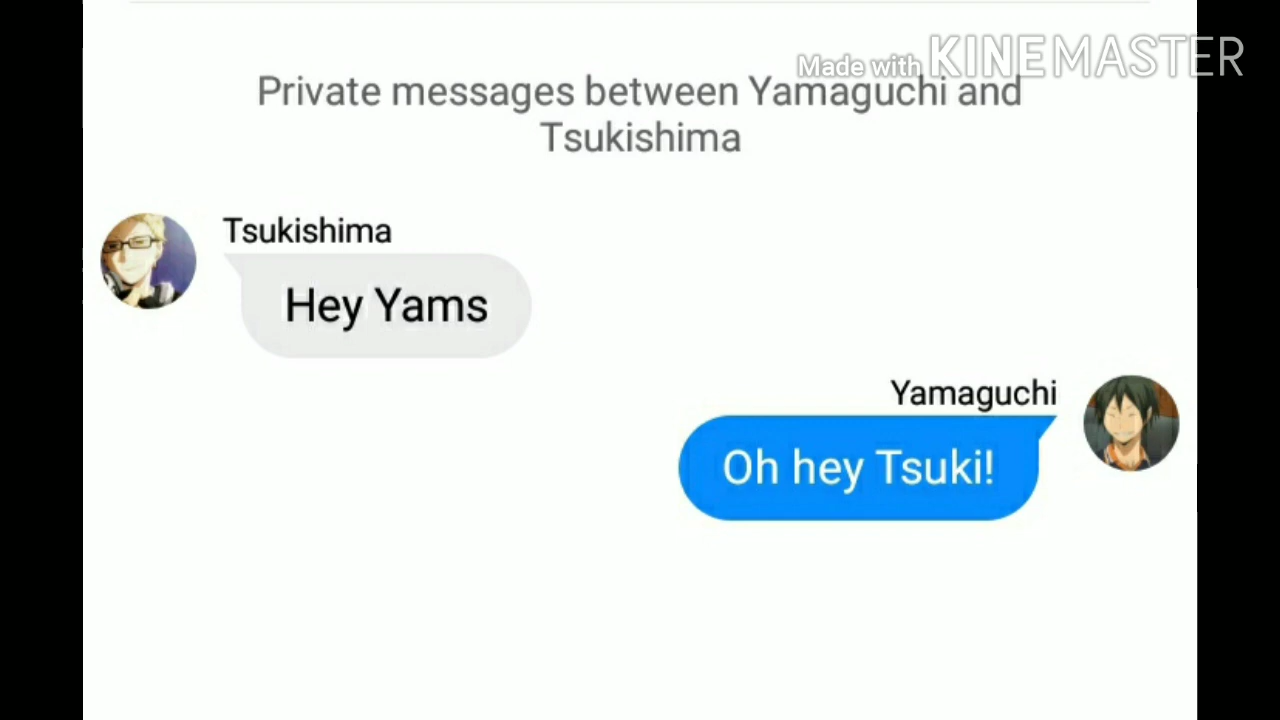 Made with KINEMASTER
Private messages between Yamaguchi and
Tsukishima
Tsukishima
Hey Yams
Yamaguchi
Oh hey Tsuki!